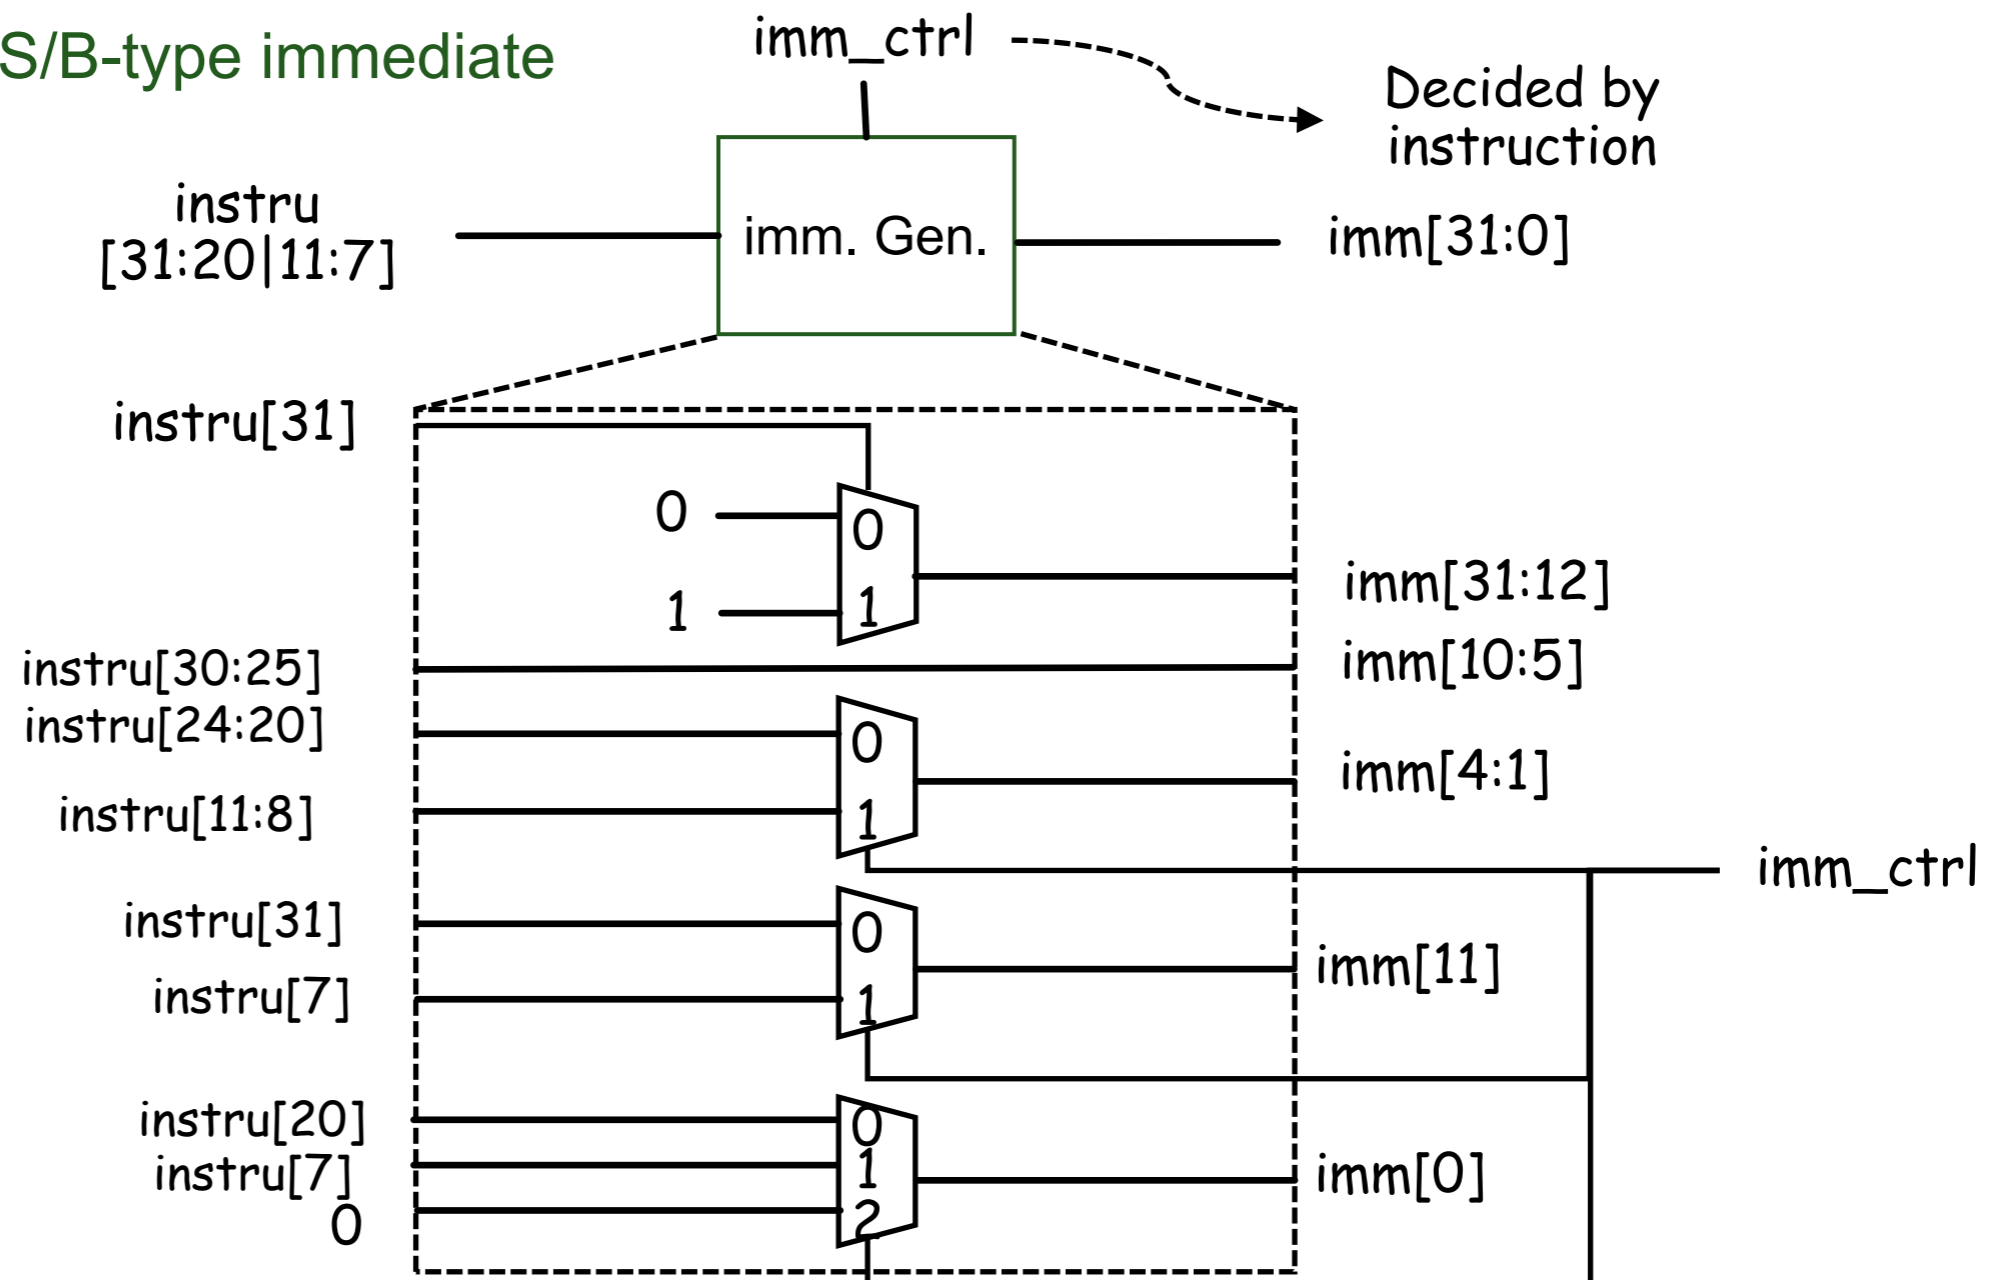 S/B-type immediate
imm_ctrl
Decided by
instruction
instru
[31:20|11:7]
imm. Gen.
imm[31:0]
instru[31]
0
0
1
1
imm[31:12]
instru[30:25]
imm[10:5]
instru[24:20]
0
imm[4:1]
instru[11:8]
1
imm_ctrl
instru[31]
0
imm[11]
instru[7]
1
instru[20]
0
instru[7]
1
imm[0]
0
2